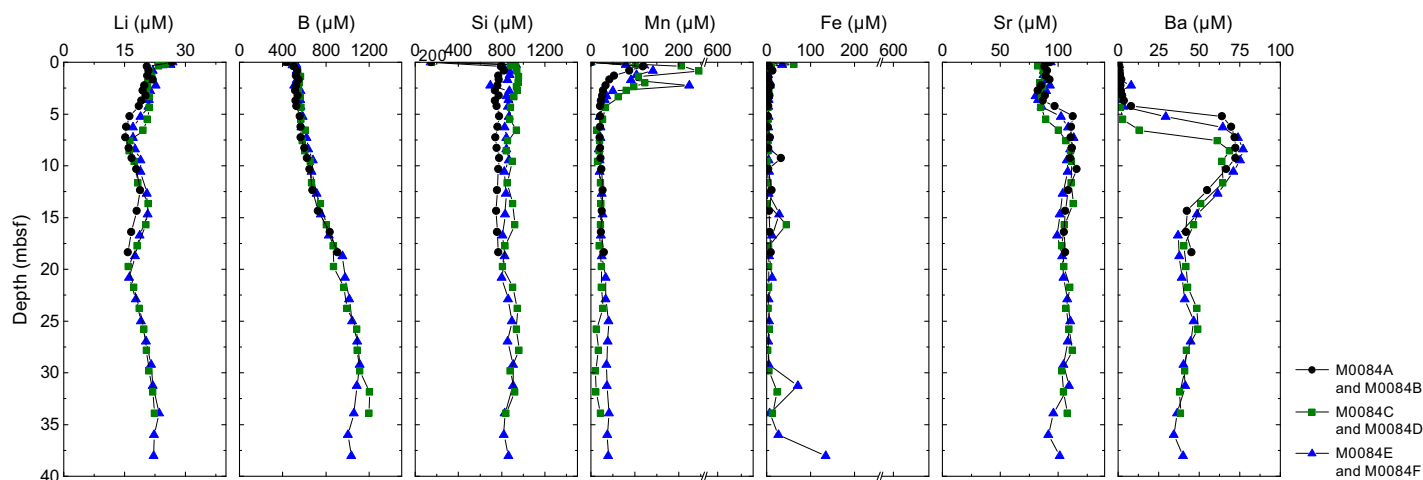 Li (µM) B (µM) Si (µM) Mn (µM) Fe (µM) Sr (µM) Ba (µM)
0 15 30 0 400 800 1200 0 200 400 800 1200 0 100 200 600 0 100 200 600 0 50 100 0 25 50 75 100
0
5
10
15
20
25
30
35
40
Depth (mbsf)
M0084A
and M0084B
M0084C
and M0084D
M0084E
and M0084F